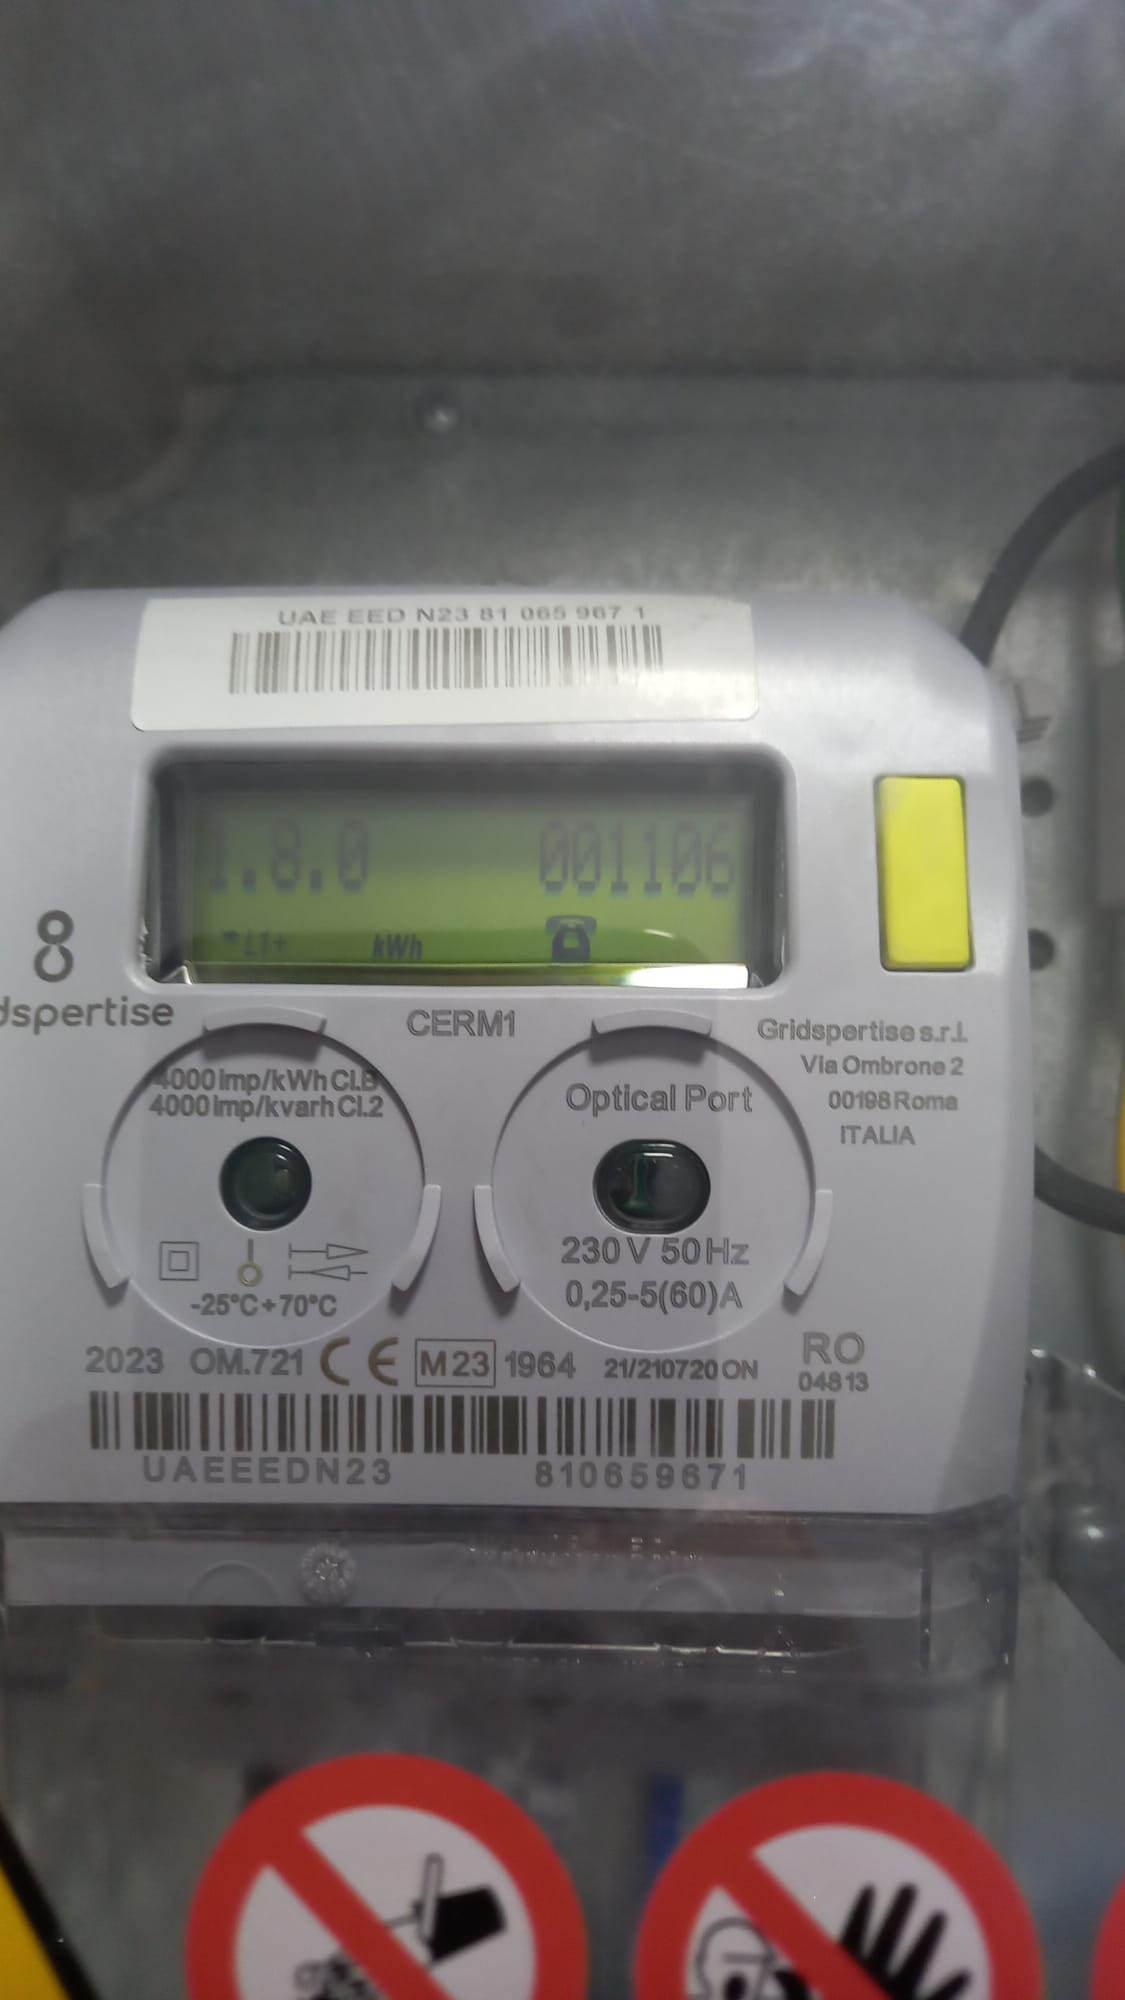 UAE EED N23 81 065 967 1
1.8.0 001106
L1+ kWh
dspertise
CERM1
Gridspertise s.r.l.
Via Ombrone 2
00198 Roma
ITALIA
4000 Imp/kWh Cl.B
4000 Imp/kvarh Cl.2
Optical Port
-25°C+70°C
230 V 50 Hz
0,25-5(60)A
2023 OM.721 CE M23 1964 21/210720 ON
RO
04813
UAEEEDN23 810659671